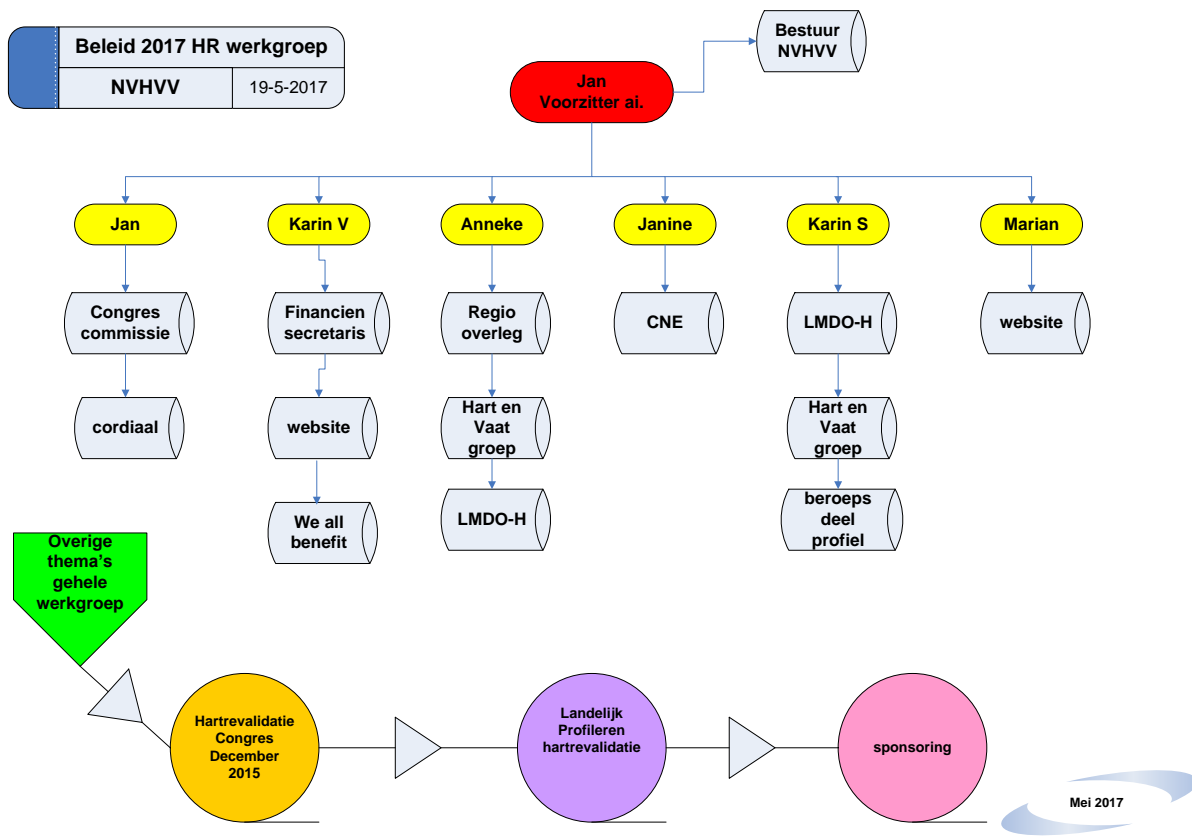 Beleid 2017 HR werkgroep
NVHVV
19-5-2017
Bestuur
NVHVV
Jan
Voorzitter ai.
Jan
Karin V
Anneke
Janine
Karin S
Marian
Congres
commissie
Financien
secretaris
Regio
overleg
CNE
LMDO-H
website
cordiaal
website
Hart en
Vaat
groep
Hart en
Vaat
groep
We all
benefit
LMDO-H
beroeps
deel
profiel
Overige
thema's
gehele
werkgroep
Hartrevalidatie
Congres
December
2015
Landelijk
Profileren
hartrevalidatie
sponsoring
Mei 2017